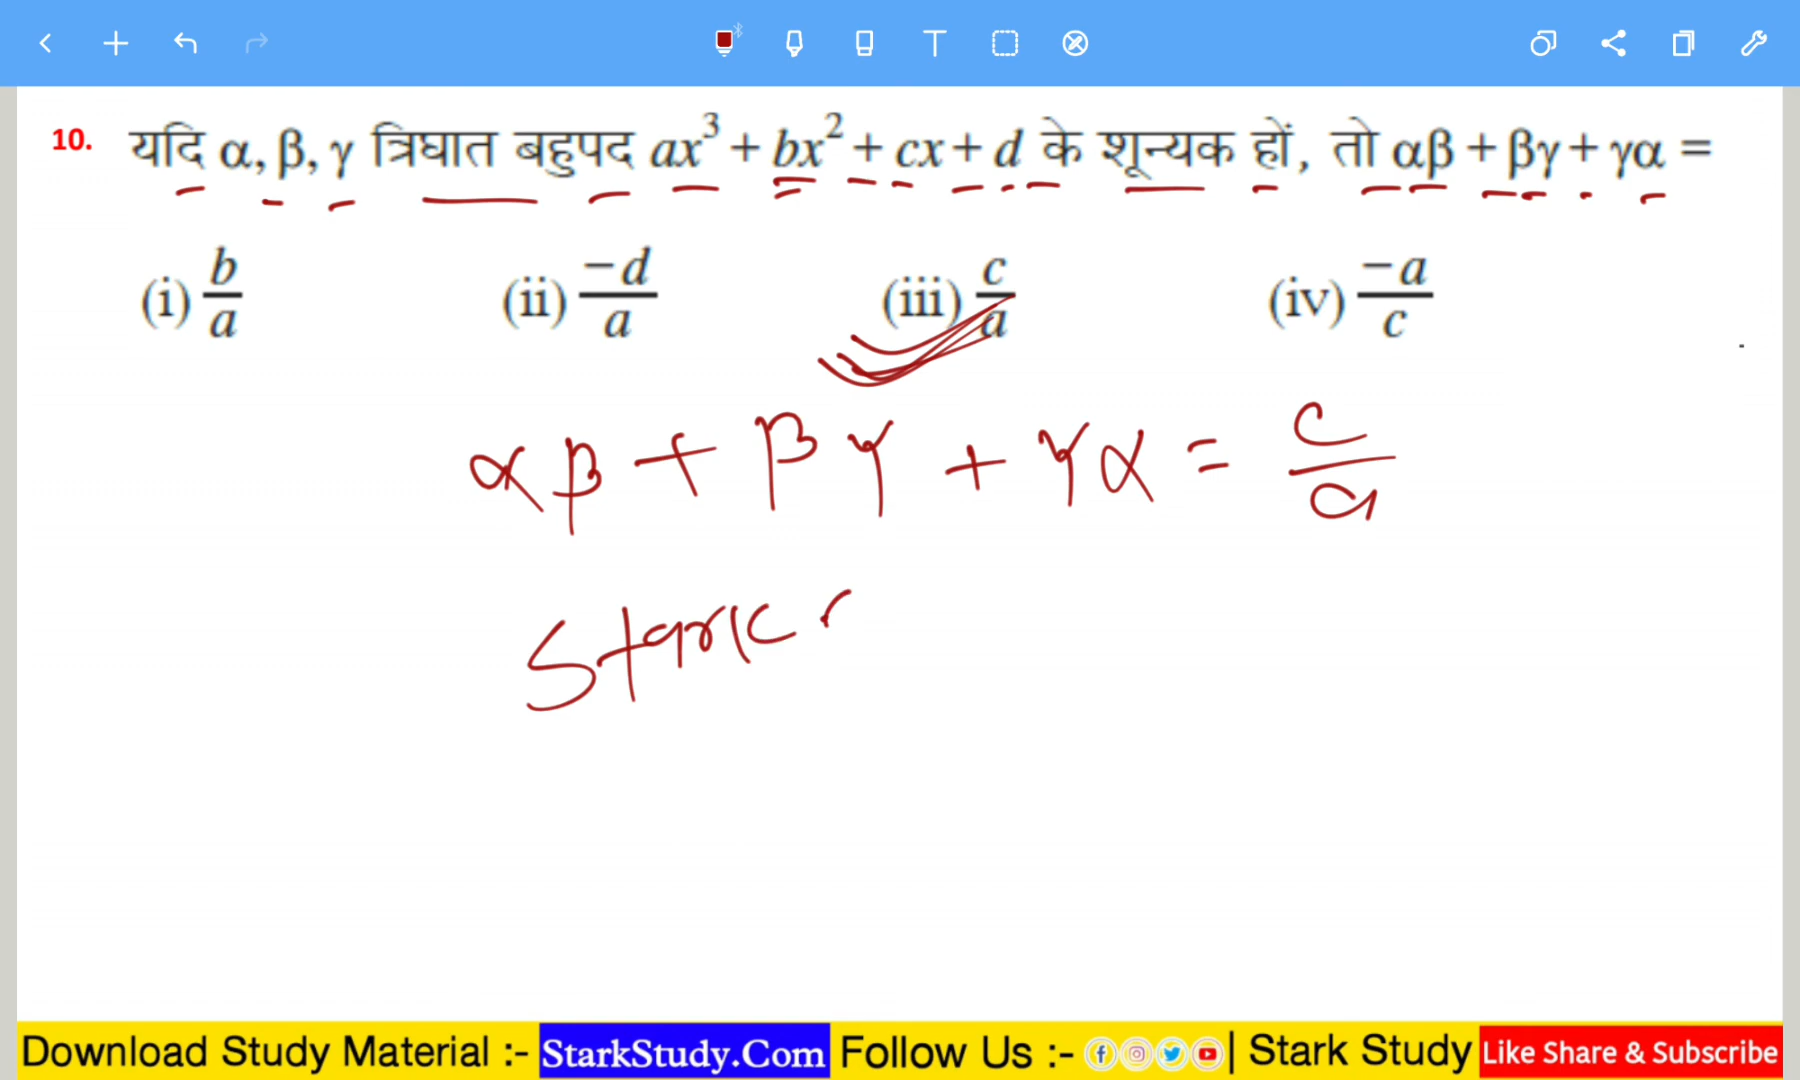 10. यदि α, β, γ त्रिघात बहुपद ax³ + bx² + cx + d के शून्यक हों, तो αβ + βγ + γα =
(i) b/a (ii) -d/a (iii) c/a (iv) -a/c
αβ + βγ + γα = c/a
Stark
Download Study Material :- StarkStudy.Com Follow Us :- | Stark Study Like Share & Subscribe